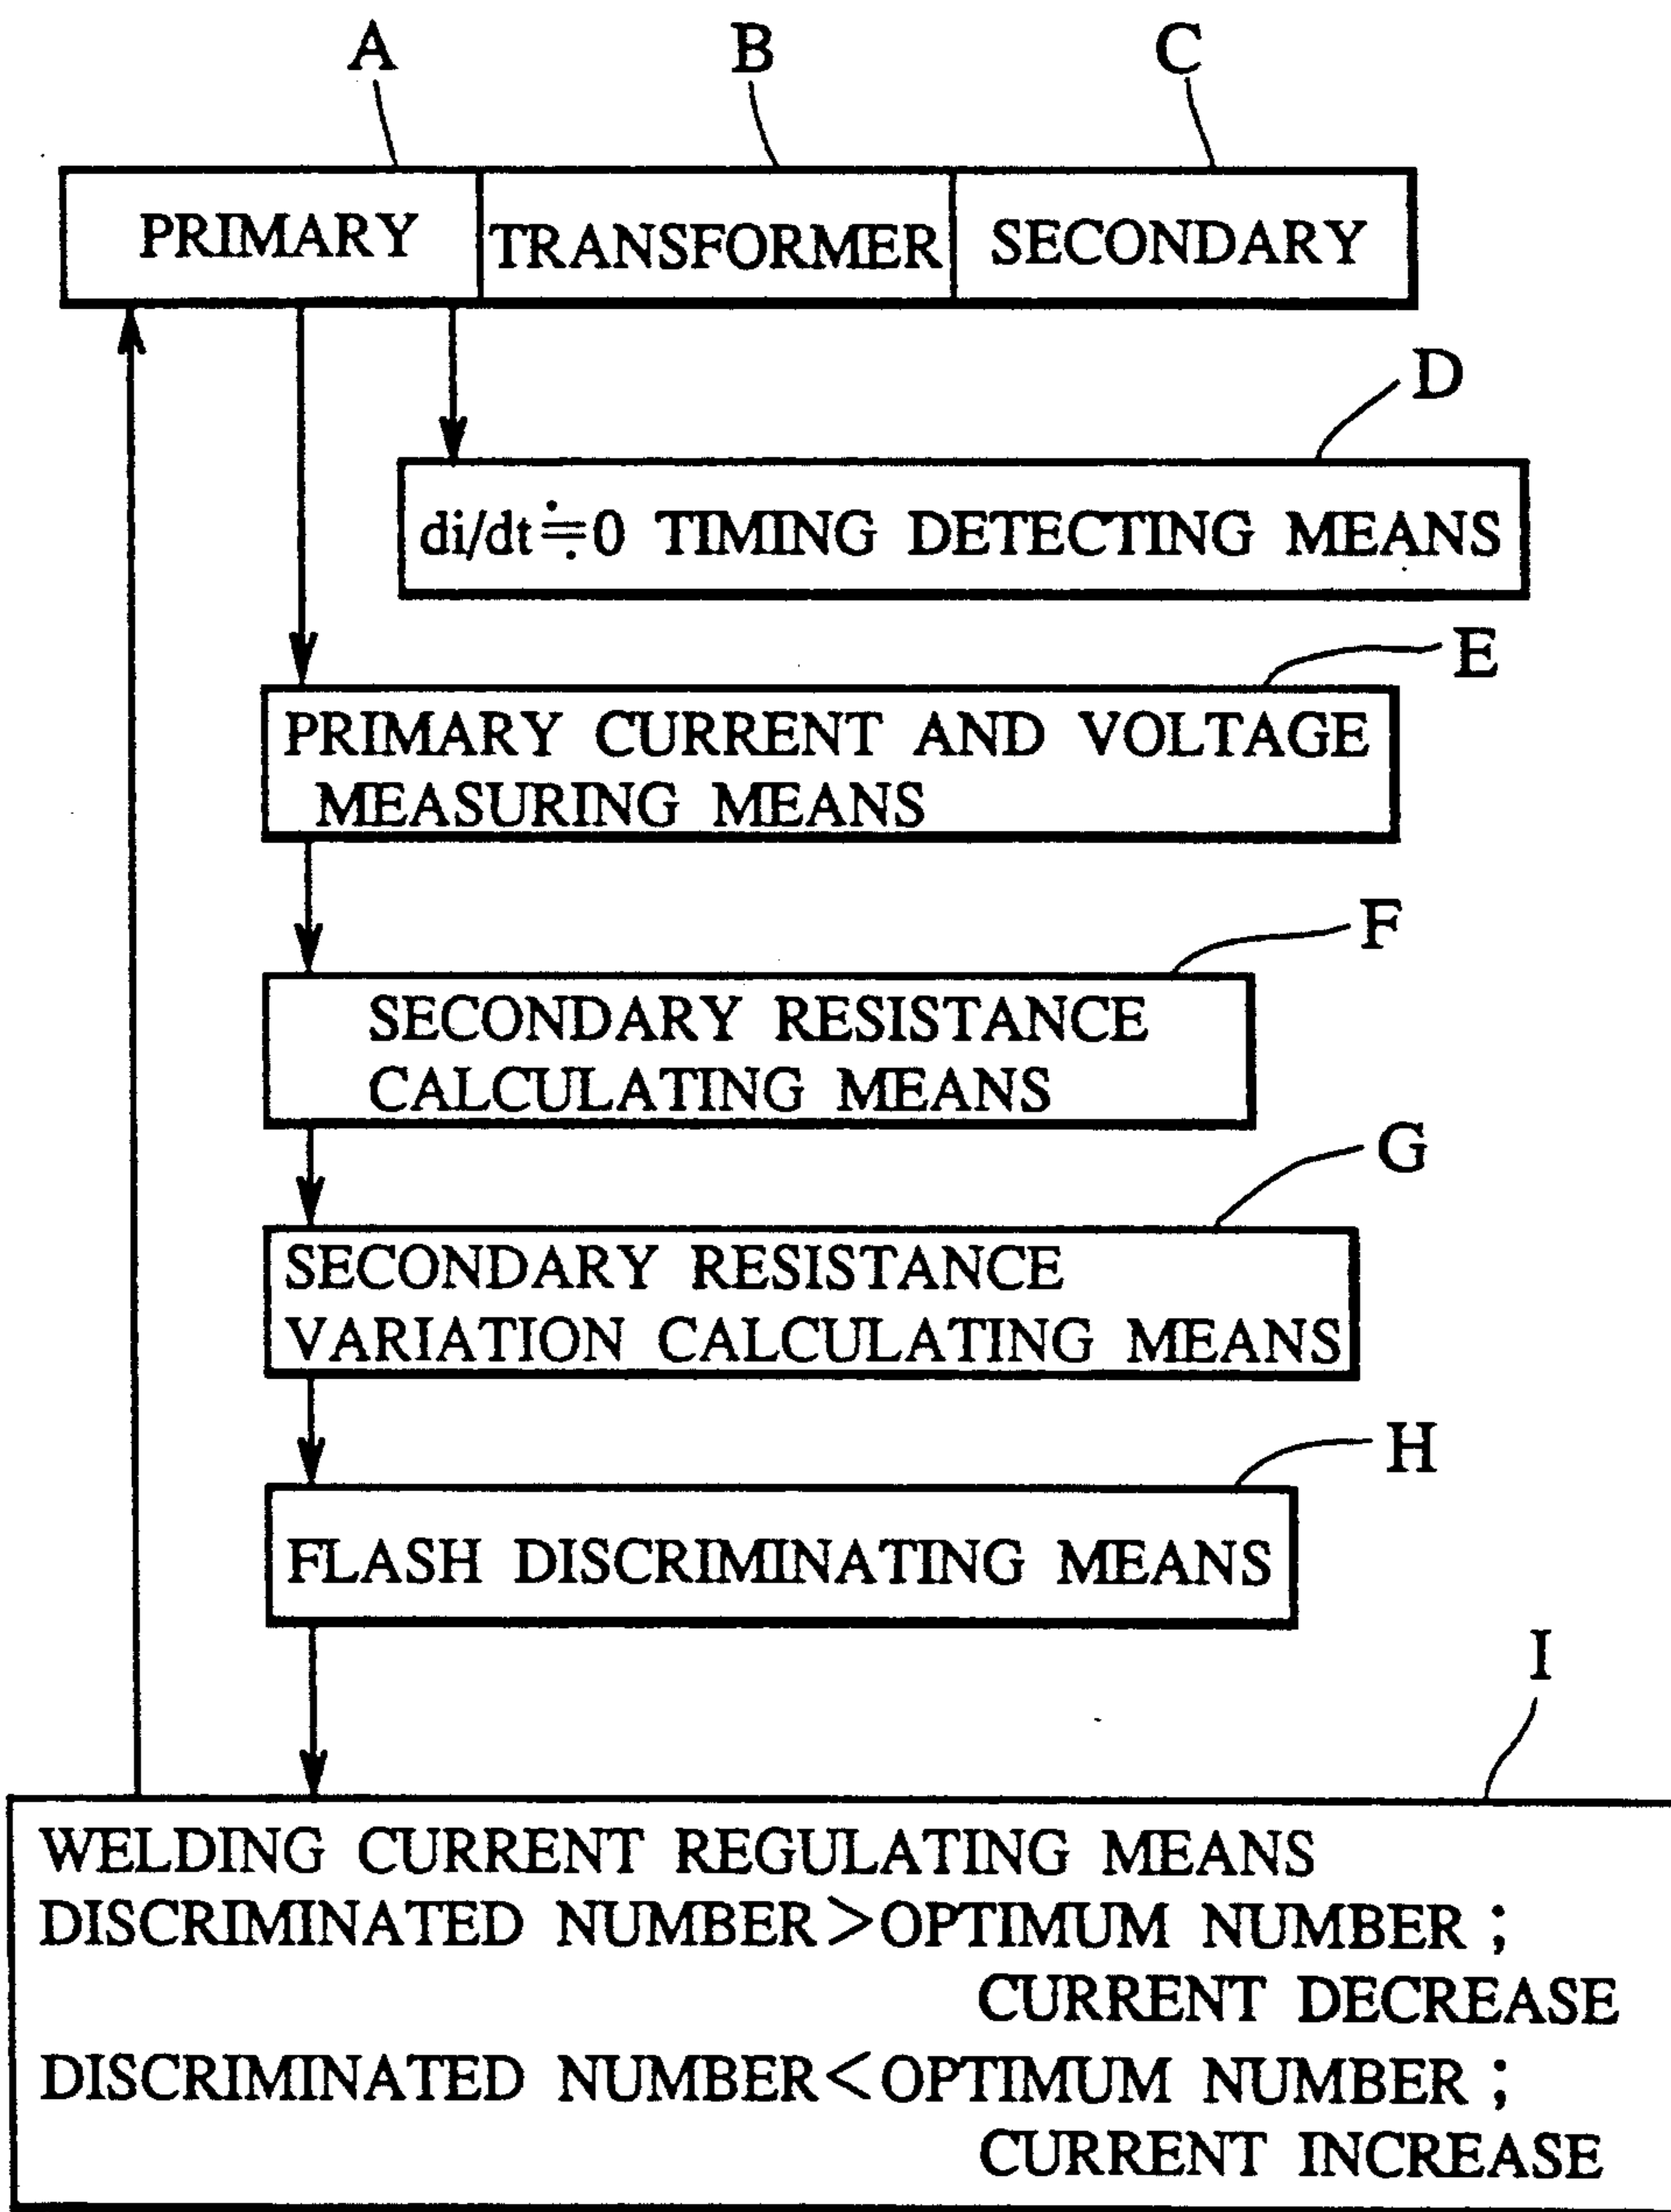 A
B
C
PRIMARY
TRANSFORMER
SECONDARY
D
di/dt≒0 TIMING DETECTING MEANS
E
PRIMARY CURRENT AND VOLTAGE
MEASURING MEANS
F
SECONDARY RESISTANCE
CALCULATING MEANS
G
SECONDARY RESISTANCE
VARIATION CALCULATING MEANS
H
FLASH DISCRIMINATING MEANS
I
WELDING CURRENT REGULATING MEANS
DISCRIMINATED NUMBER>OPTIMUM NUMBER ;
CURRENT DECREASE
DISCRIMINATED NUMBER<OPTIMUM NUMBER ;
CURRENT INCREASE